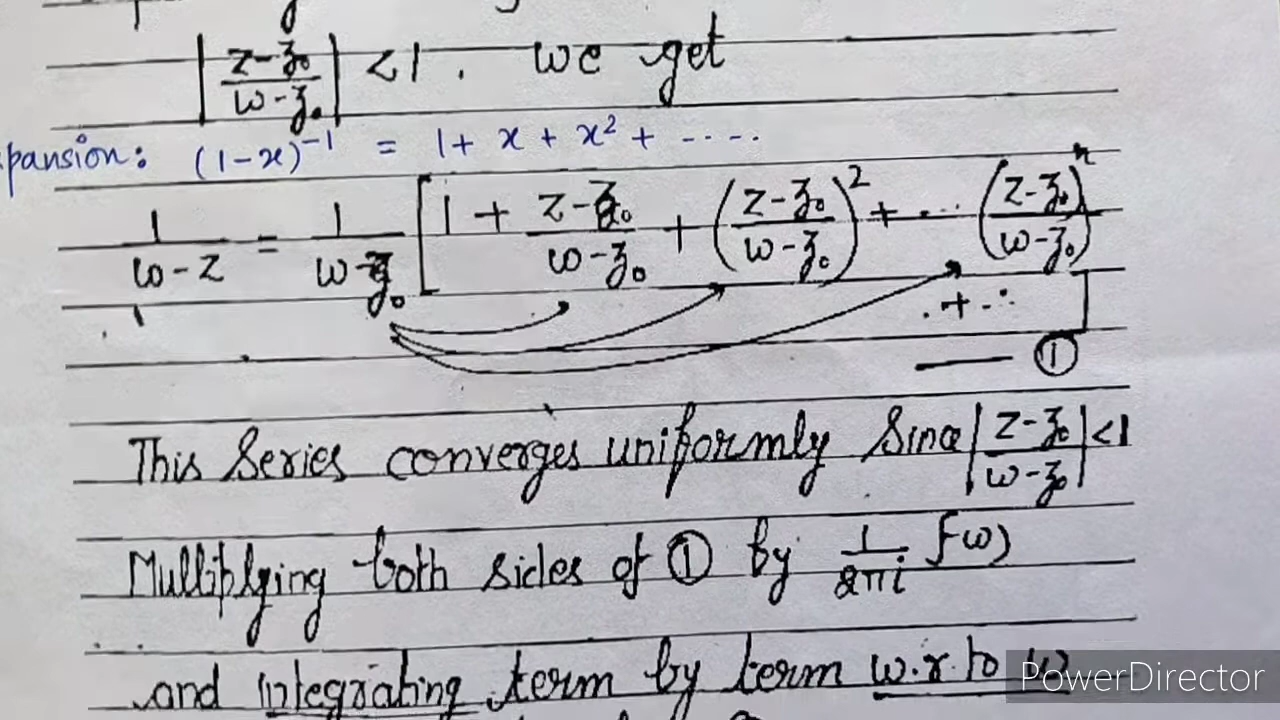 |z-z₀/w-z₀| <1. we get
pansion: (1-x)⁻¹ = 1+ x + x² + .....
1/w-z = 1/w-z₀ [1 + z-z₀/w-z₀ + (z-z₀/w-z₀)² + .... (z-z₀/w-z₀)ⁿ
.+...]
—— ①
This Series converges uniformly Since |z-z₀/w-z₀| <1
Multiplying both sides of ① by 1/2πi f(w)
and integrating term by term w.r.to w
PowerDirector